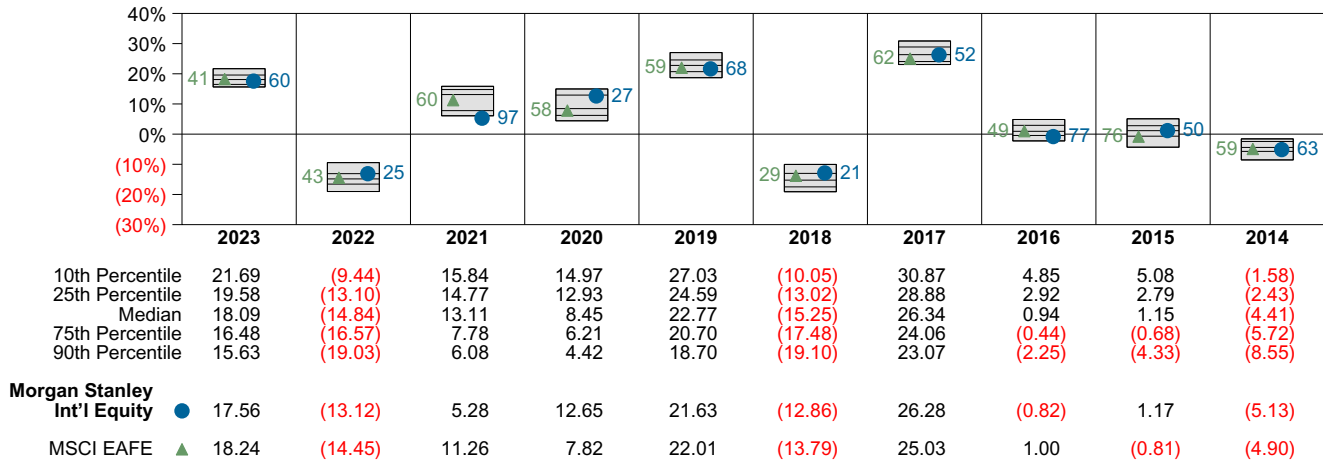 40%
30%
20%
10%
0%
(10%)
(20%)
(30%)
41 60
43 25
60 97
58 27
59 68
29 21
62 52
49 77
76 50
59 63
2023 2022 2021 2020 2019 2018 2017 2016 2015 2014
10th Percentile 21.69 (9.44) 15.84 14.97 27.03 (10.05) 30.87 4.85 5.08 (1.58)
25th Percentile 19.58 (13.10) 14.77 12.93 24.59 (13.02) 28.88 2.92 2.79 (2.43)
Median 18.09 (14.84) 13.11 8.45 22.77 (15.25) 26.34 0.94 1.15 (4.41)
75th Percentile 16.48 (16.57) 7.78 6.21 20.70 (17.48) 24.06 (0.44) (0.68) (5.72)
90th Percentile 15.63 (19.03) 6.08 4.42 18.70 (19.10) 23.07 (2.25) (4.33) (8.55)
Morgan Stanley
Int'l Equity 17.56 (13.12) 5.28 12.65 21.63 (12.86) 26.28 (0.82) 1.17 (5.13)
MSCI EAFE 18.24 (14.45) 11.26 7.82 22.01 (13.79) 25.03 1.00 (0.81) (4.90)